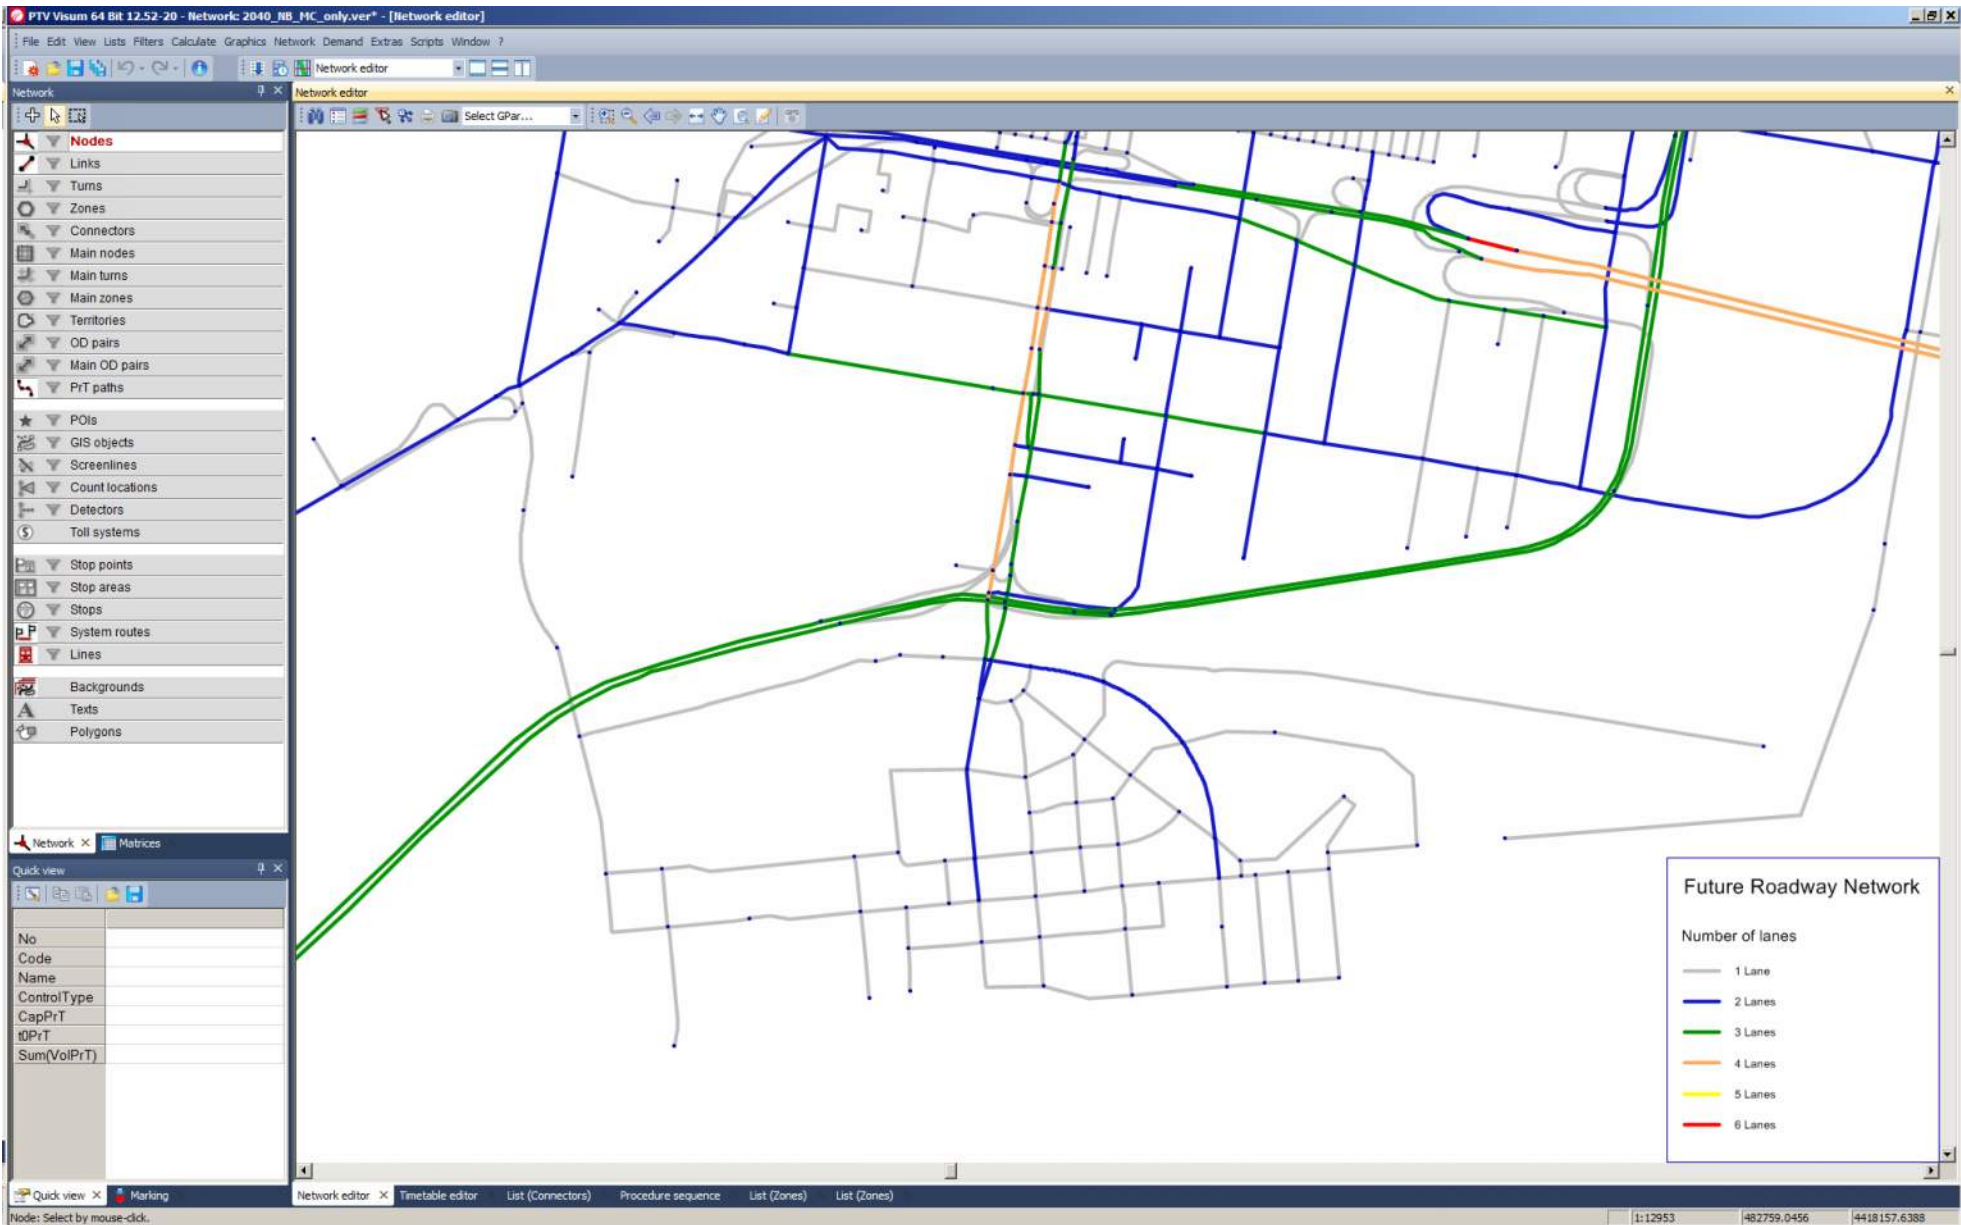 PTV Visum 64 Bit 12.52-20 - Network: 2040_NB_MC_only.ver* - [Network editor]
File Edit View Lists Filters Calculate Graphics Network Demand Extras Scripts Window ?
Network editor
Network
Network editor
Select GPar...
Nodes
Links
Turns
Zones
Connectors
Main nodes
Main turns
Main zones
Territories
OD pairs
Main OD pairs
PrT paths
POIs
GIS objects
Screenlines
Count locations
Detectors
Toll systems
Stop points
Stop areas
Stops
System routes
Lines
Backgrounds
Texts
Polygons
Network
Matrices
Quick view
No
Code
Name
ControlType
CapPrT
t0PrT
Sum(VolPrT)
Future Roadway Network
Number of lanes
1 Lane
2 Lanes
3 Lanes
4 Lanes
5 Lanes
6 Lanes
Quick view
Marking
Network editor
Timetable editor
List (Connectors)
Procedure sequence
List (Zones)
List (Zones)
Node: Select by mouse-click.
1:12953
482759.0456
4418157.6388